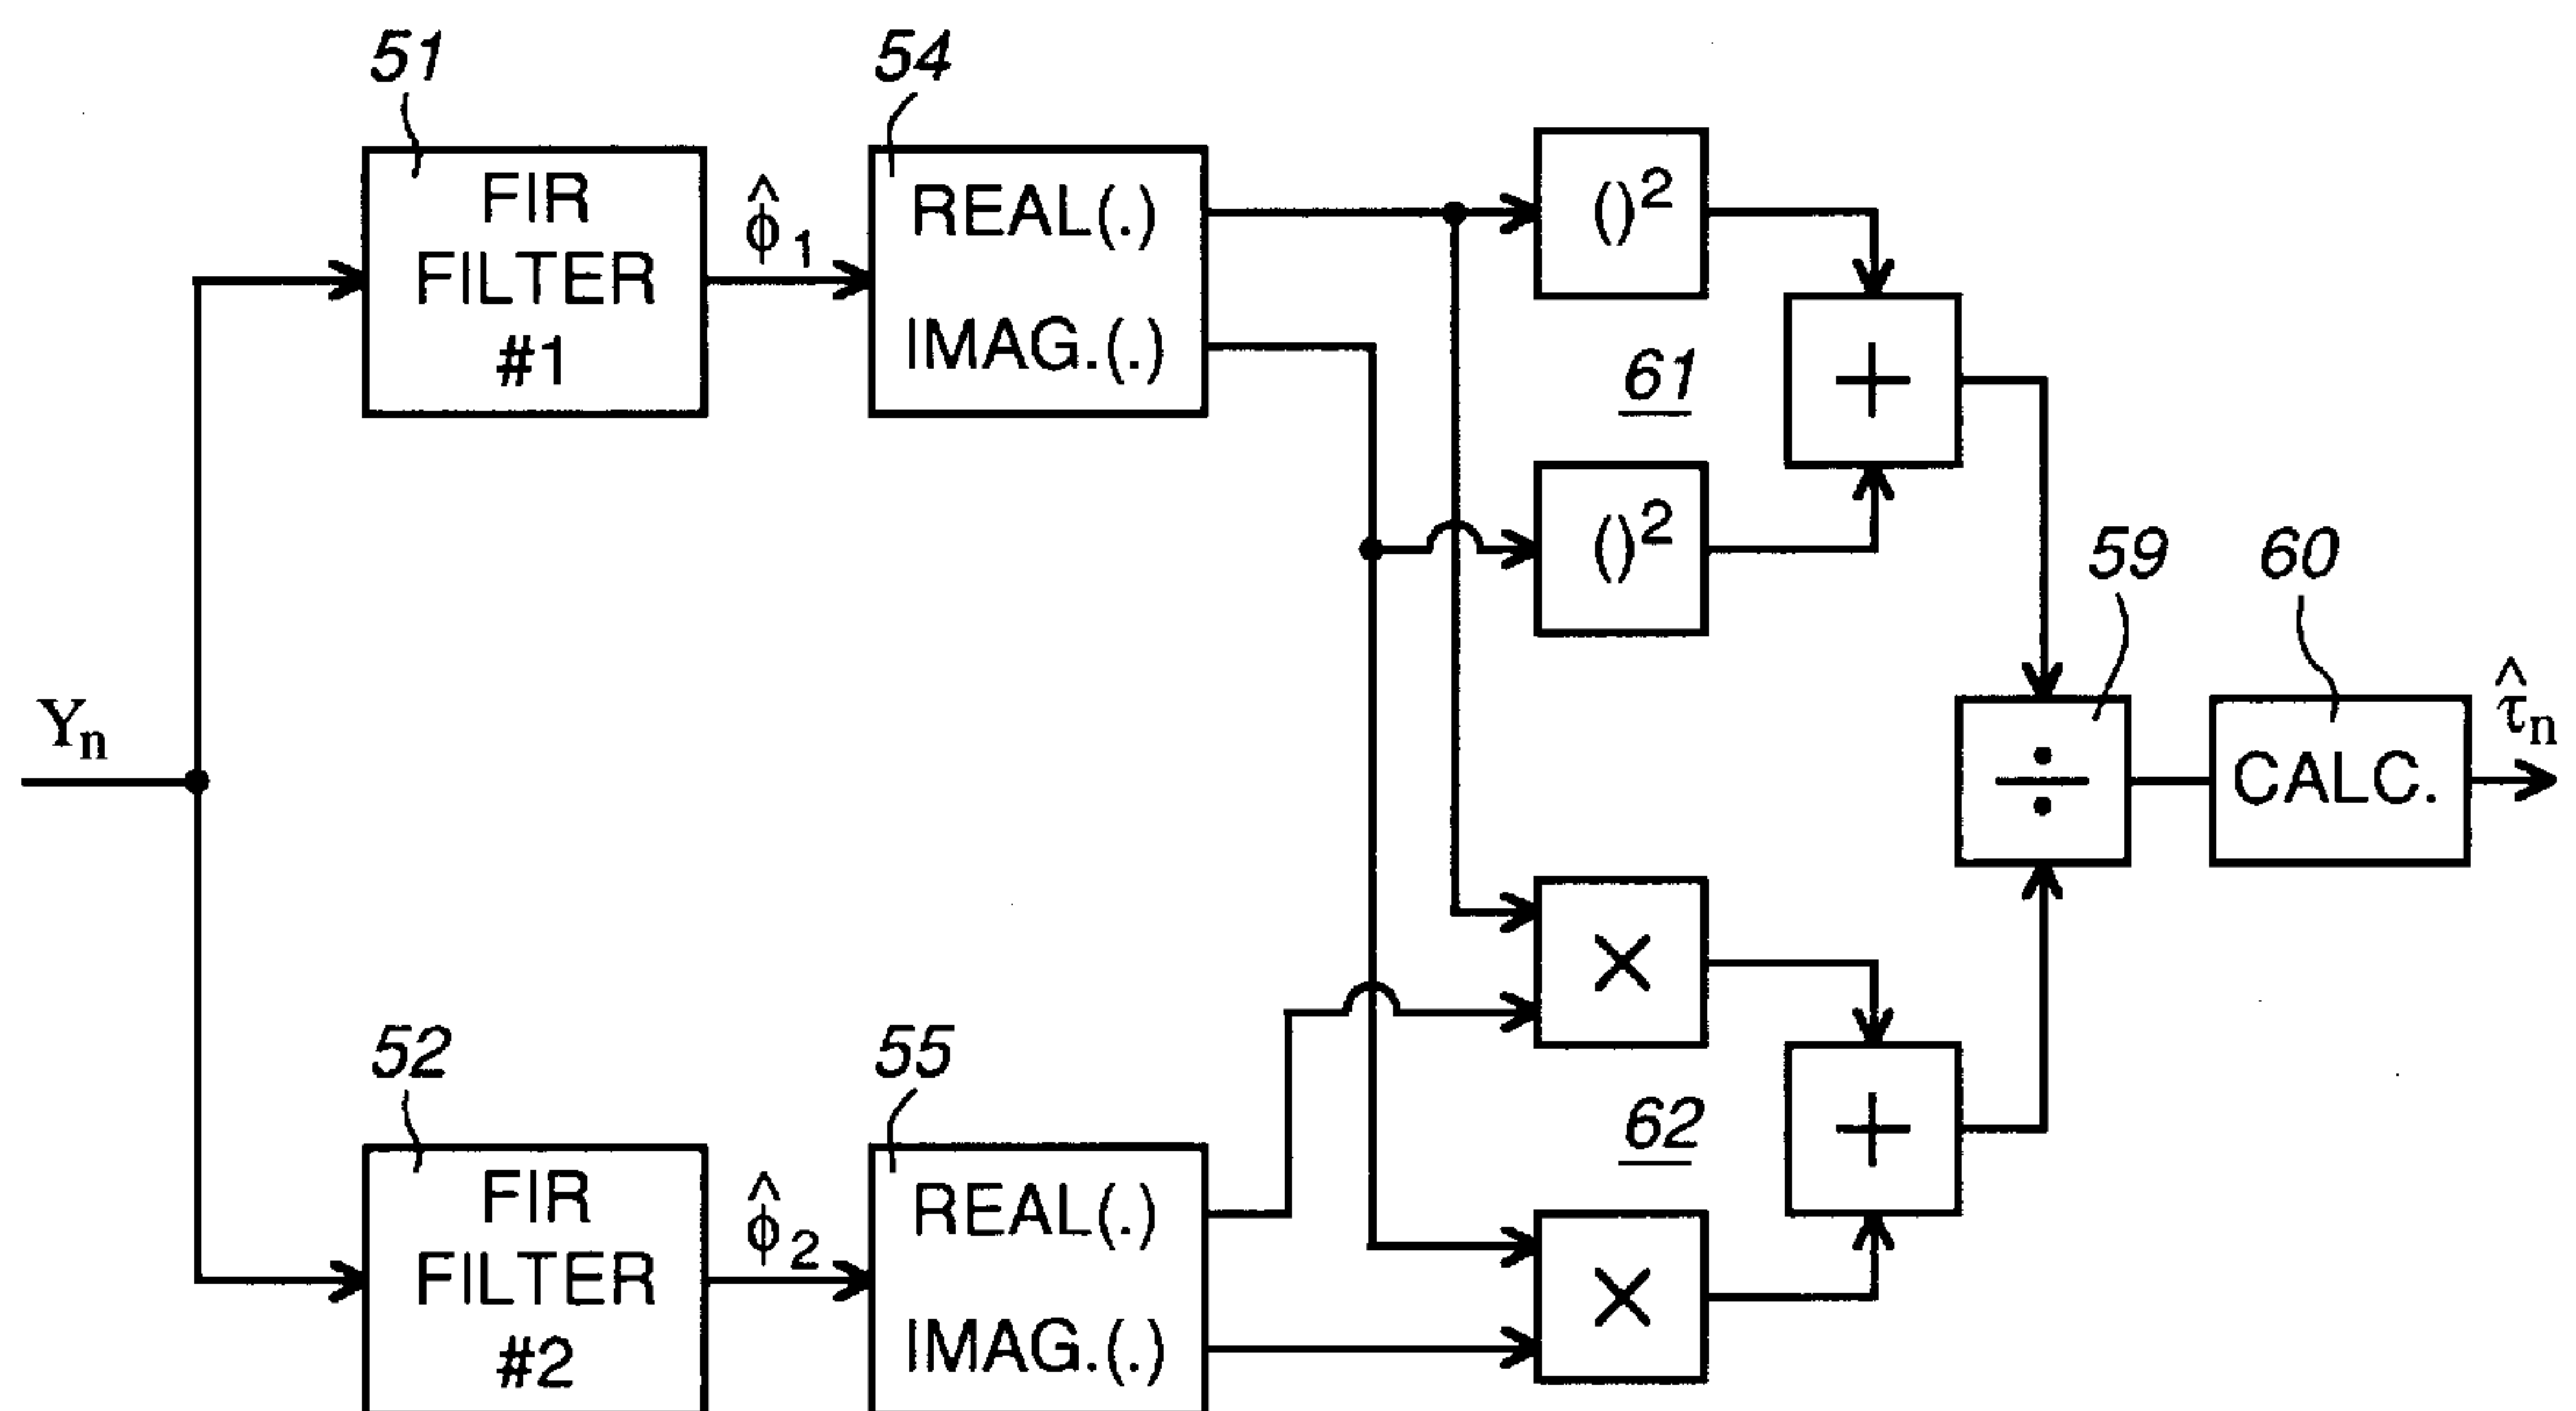 51
54
FIR
FILTER
#1
φ̂ 1
REAL(.)
IMAG.(.)
()²
+
61
()²
59
60
Yn
÷
CALC.
τ̂n
×
52
55
62
+
FIR
FILTER
#2
φ̂ 2
REAL(.)
IMAG.(.)
×